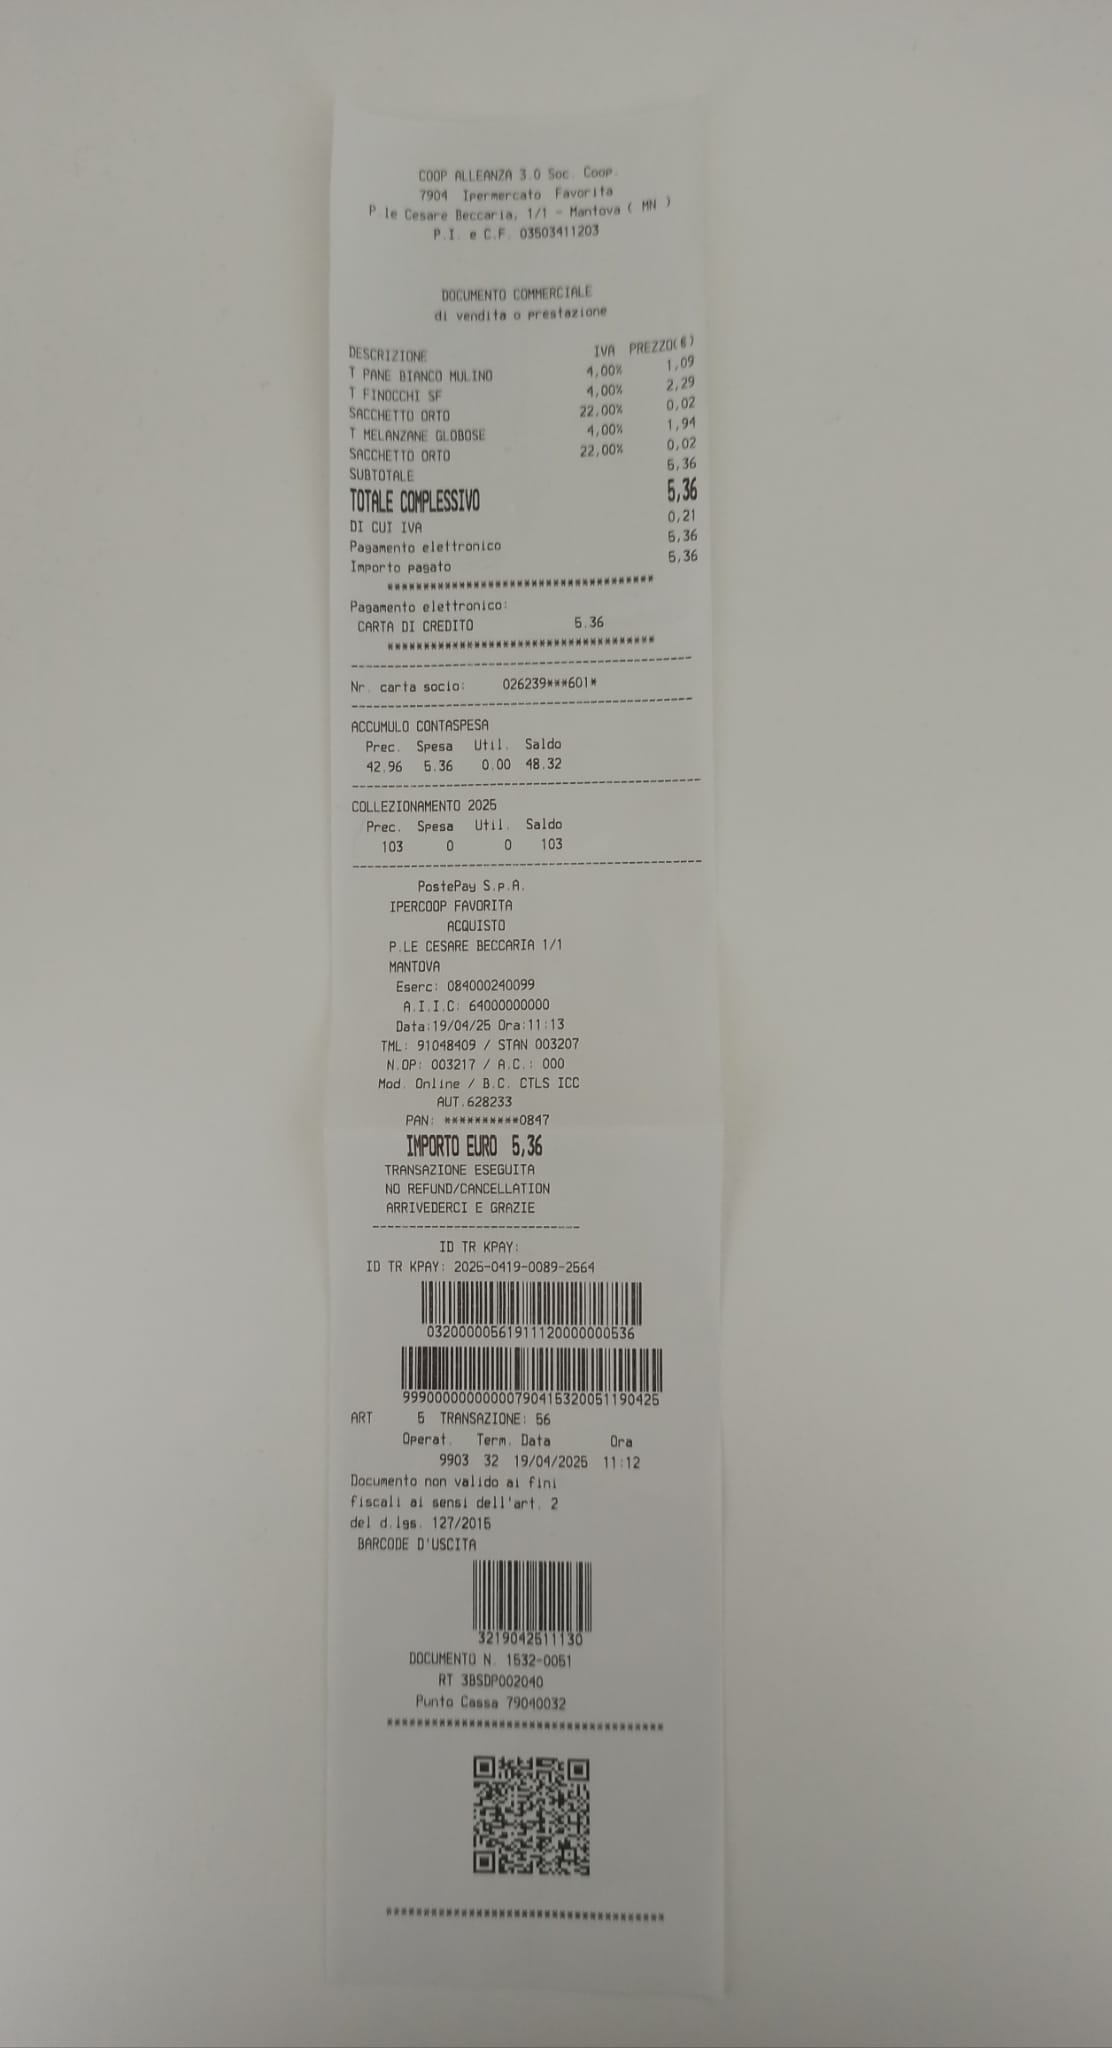 COOP ALLEANZA 3.0 Soc. Coop.
7904 Ipermercato Favorita
P.le Cesare Beccaria, 1/1 - Mantova ( MN )
P.I. e C.F. 03503411203
DOCUMENTO COMMERCIALE
di vendita o prestazione
DESCRIZIONE IVA PREZZO(€)
T PANE BIANCO MULINO 4,00% 1,09
T FINOCCHI SF 4,00% 2,29
SACCHETTO ORTO 22,00% 0,02
T MELANZANE GLOBOSE 4,00% 1,94
SACCHETTO ORTO 22,00% 0,02
SUBTOTALE 5,36
TOTALE COMPLESSIVO 5,36
DI CUI IVA 0,21
Pagamento elettronico 5,36
Importo pagato 5,36
*************************************
Pagamento elettronico:
CARTA DI CREDITO 5.36
*************************************
-----------------------------------------------
Nr. carta socio: 026239***601*
-----------------------------------------------
ACCUMULO CONTASPESA
Prec. Spesa Util. Saldo
42.96 5.36 0.00 48.32
-----------------------------------------------
COLLEZIONAMENTO 2025
Prec. Spesa Util. Saldo
103 0 0 103
-----------------------------------------------
PostePay S.p.A.
IPERCOOP FAVORITA
ACQUISTO
P.LE CESARE BECCARIA 1/1
MANTOVA
Eserc: 084000240099
A.I.I.C: 64000000000
Data:19/04/25 Ora:11:13
TML: 91048409 / STAN 003207
N.OP: 003217 / A.C.: 000
Mod. Online / B.C. CTLS ICC
AUT.628233
PAN: **********0847
IMPORTO EURO 5,36
TRANSAZIONE ESEGUITA
NO REFUND/CANCELLATION
ARRIVEDERCI E GRAZIE
----------------------------
ID TR KPAY:
ID TR KPAY: 2025-0419-0089-2564
03200000561911120000000536
99900000000000790415320051190425
ART 5 TRANSAZIONE: 56
Operat. Term. Data Ora
9903 32 19/04/2025 11:12
Documento non valido ai fini
fiscali ai sensi dell'art. 2
del d.lgs. 127/2015
BARCODE D'USCITA
3219042511130
DOCUMENTO N. 1532-0051
RT 3BSDP002040
Punto Cassa 79040032
**************************************
**************************************